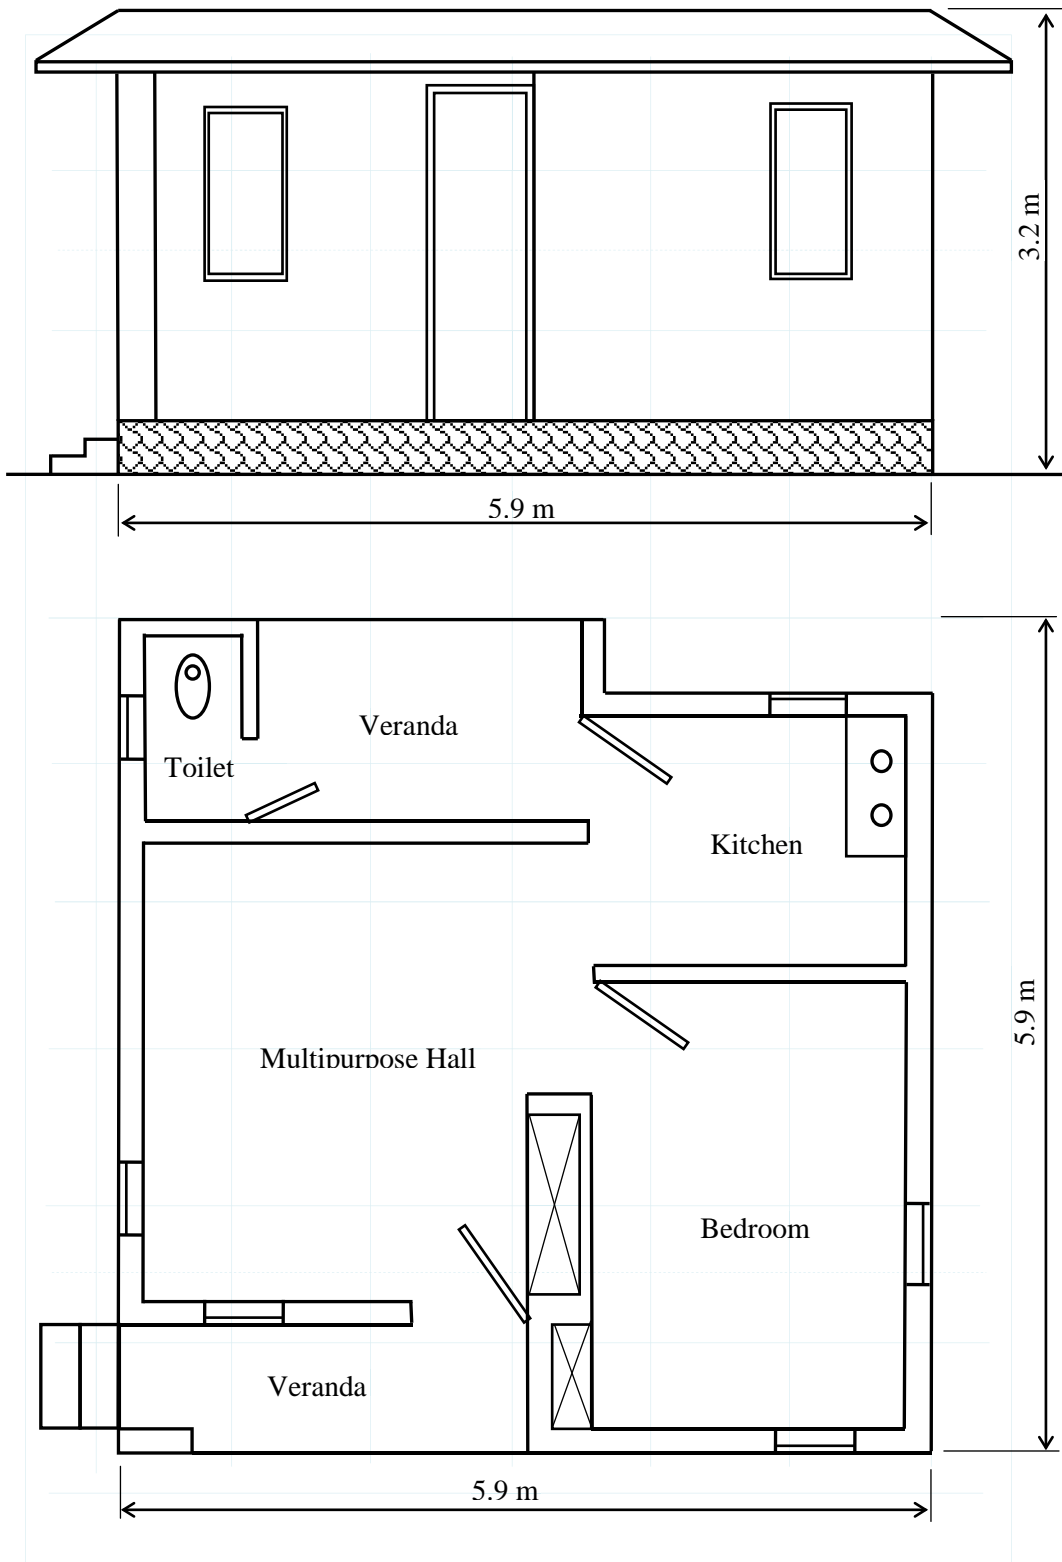 3.2 m
5.9 m
Veranda
Toilet
Kitchen
5.9 m
Multipurpose Hall
Bedroom
Veranda
5.9 m